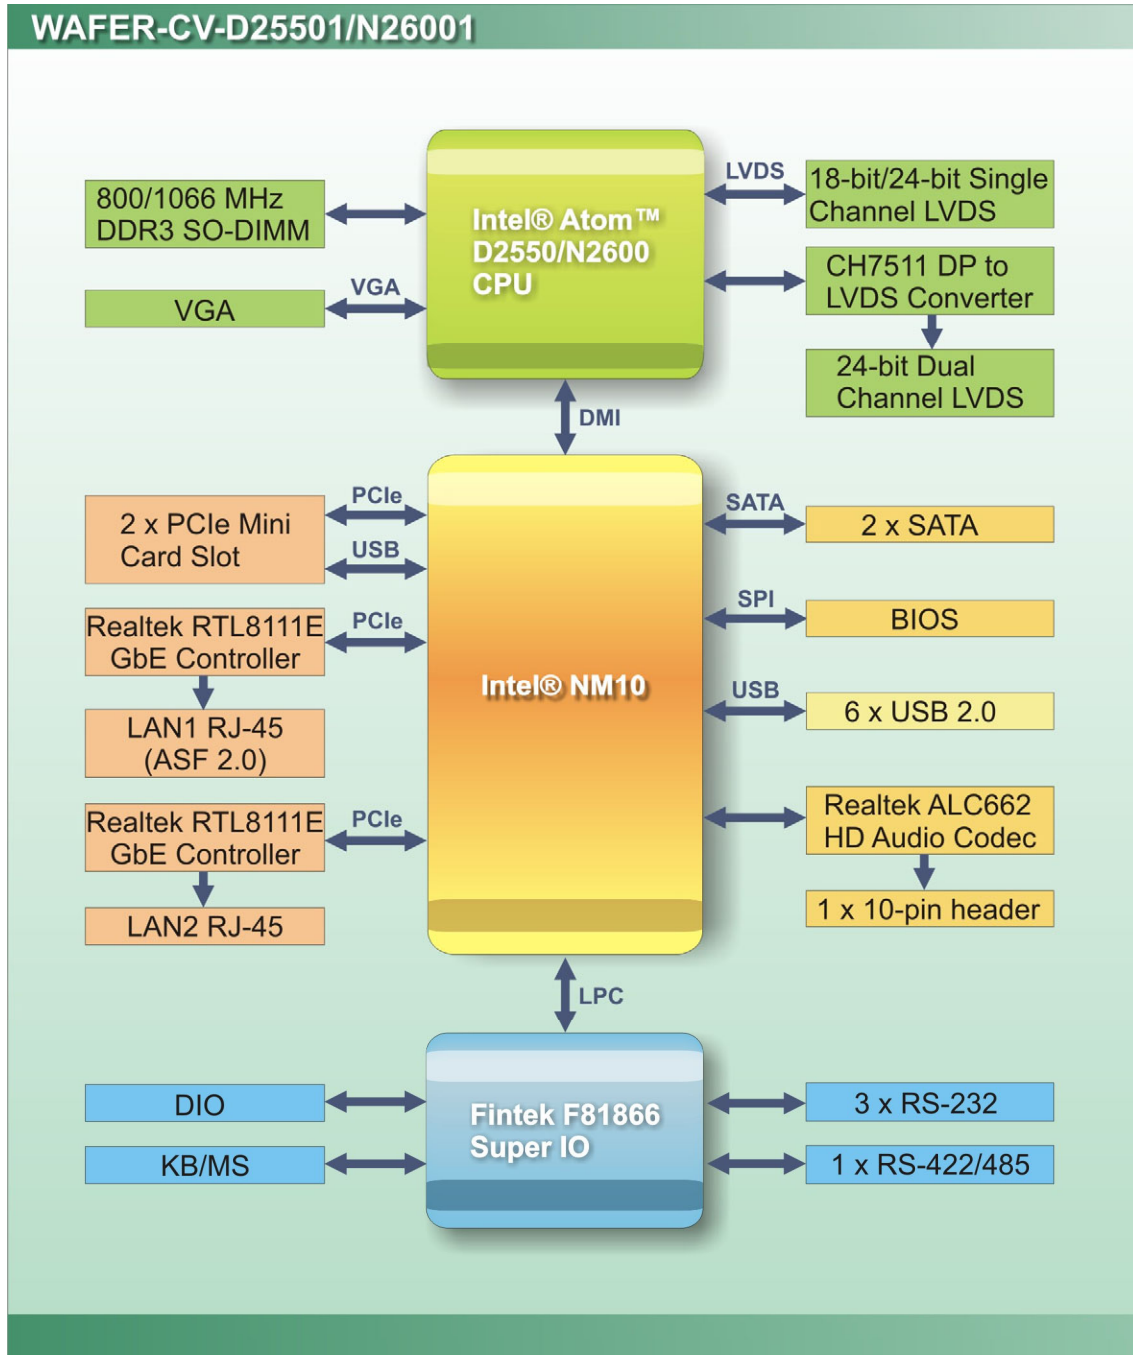 WAFER-CV-D25501/N26001
800/1066 MHz
DDR3 SO-DIMM
VGA
VGA
Intel® Atom™
D2550/N2600
CPU
LVDS
18-bit/24-bit Single
Channel LVDS
CH7511 DP to
LVDS Converter
24-bit Dual
Channel LVDS
DMI
2 x PCIe Mini
Card Slot
PCIe
USB
Realtek RTL8111E
GbE Controller
PCIe
LAN1 RJ-45
(ASF 2.0)
Realtek RTL8111E
GbE Controller
PCIe
LAN2 RJ-45
Intel® NM10
SATA
2 x SATA
SPI
BIOS
USB
6 x USB 2.0
Realtek ALC662
HD Audio Codec
1 x 10-pin header
LPC
DIO
KB/MS
Fintek F81866
Super IO
3 x RS-232
1 x RS-422/485